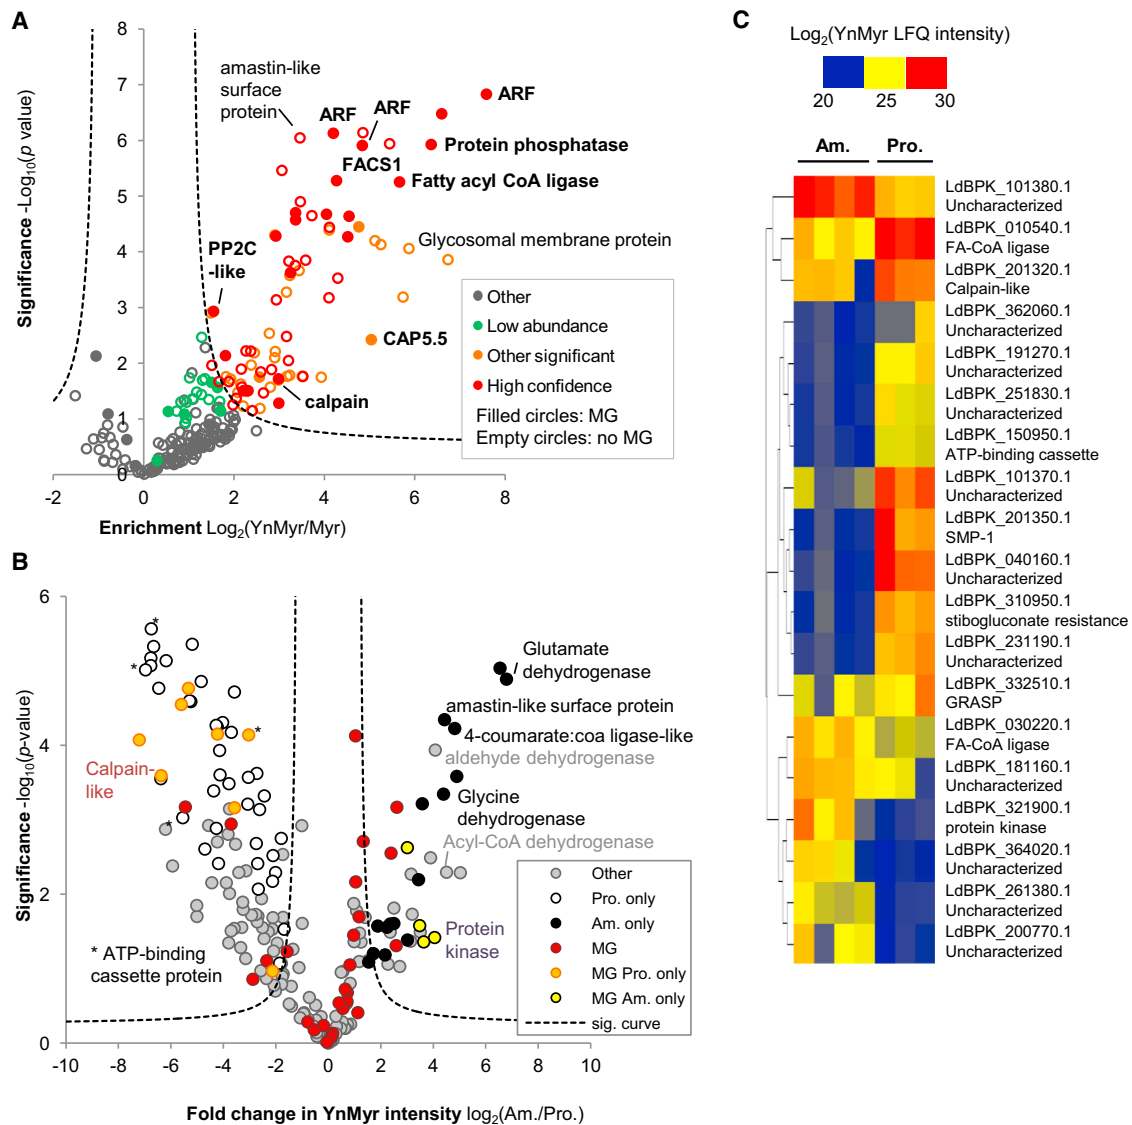 A
8
7
6
5
4
3
2
1
0
-2
0
2
4
6
8
Significance -Log10(p value)
Enrichment Log2(YnMyr/Myr)
amastin-like
surface
protein
ARF
ARF
ARF
Protein phosphatase
FACS1
Fatty acyl CoA ligase
Glycosomal membrane protein
PP2C
-like
CAP5.5
calpain
Other
Low abundance
Other significant
High confidence
Filled circles: MG
Empty circles: no MG
B
6
4
2
0
-10
-8
-6
-4
-2
0
2
4
6
8
10
Significance -log10(p-value)
Fold change in YnMyr intensity log2(Am./Pro.)
*
*
*
*
Calpain-
like
* ATP-binding
cassette protein
Glutamate
dehydrogenase
amastin-like surface protein
4-coumarate:coa ligase-like
aldehyde dehydrogenase
Glycine
dehydrogenase
Acyl-CoA dehydrogenase
Protein
kinase
Other
Pro. only
Am. only
MG
MG Pro. only
MG Am. only
sig. curve
C
Log2(YnMyr LFQ intensity)
20
25
30
Am.
Pro.
LdBPK_101380.1
Uncharacterized
LdBPK_010540.1
FA-CoA ligase
LdBPK_201320.1
Calpain-like
LdBPK_362060.1
Uncharacterized
LdBPK_191270.1
Uncharacterized
LdBPK_251830.1
Uncharacterized
LdBPK_150950.1
ATP-binding cassette
LdBPK_101370.1
Uncharacterized
LdBPK_201350.1
SMP-1
LdBPK_040160.1
Uncharacterized
LdBPK_310950.1
stibogluconate resistance
LdBPK_231190.1
Uncharacterized
LdBPK_332510.1
GRASP
LdBPK_030220.1
FA-CoA ligase
LdBPK_181160.1
Uncharacterized
LdBPK_321900.1
protein kinase
LdBPK_364020.1
Uncharacterized
LdBPK_261380.1
Uncharacterized
LdBPK_200770.1
Uncharacterized